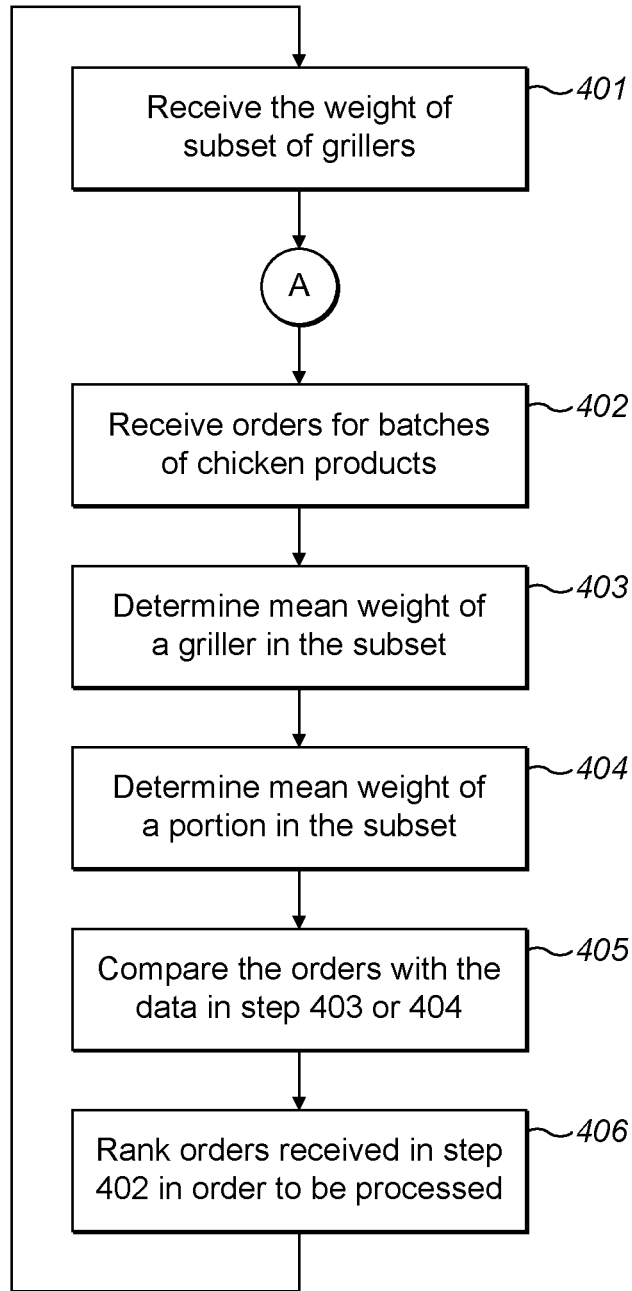 Receive the weight of
subset of grillers
401
A
Receive orders for batches
of chicken products
402
Determine mean weight of
a griller in the subset
403
Determine mean weight of
a portion in the subset
404
Compare the orders with the
data in step 403 or 404
405
Rank orders received in step
402 in order to be processed
406